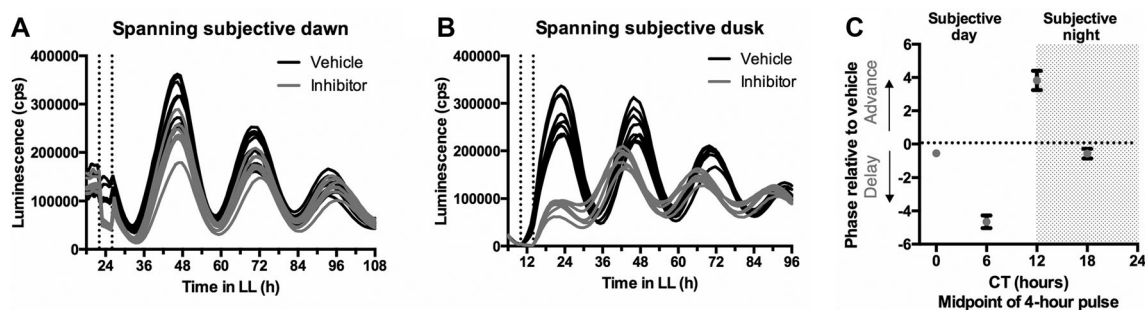 A
Spanning subjective dawn
Luminescence (cps)
400000
300000
200000
100000
0
Vehicle
Inhibitor
24 36 48 60 72 84 96 108
Time in LL (h)
B
Spanning subjective dusk
Luminescence (cps)
400000
300000
200000
100000
0
Vehicle
Inhibitor
12 24 36 48 60 72 84 96
Time in LL (h)
C
Subjective day
Subjective night
Phase relative to vehicle
Delay
Advance
6
4
2
0
-2
-4
-6
0 6 12 18 24
CT (hours)
Midpoint of 4-hour pulse